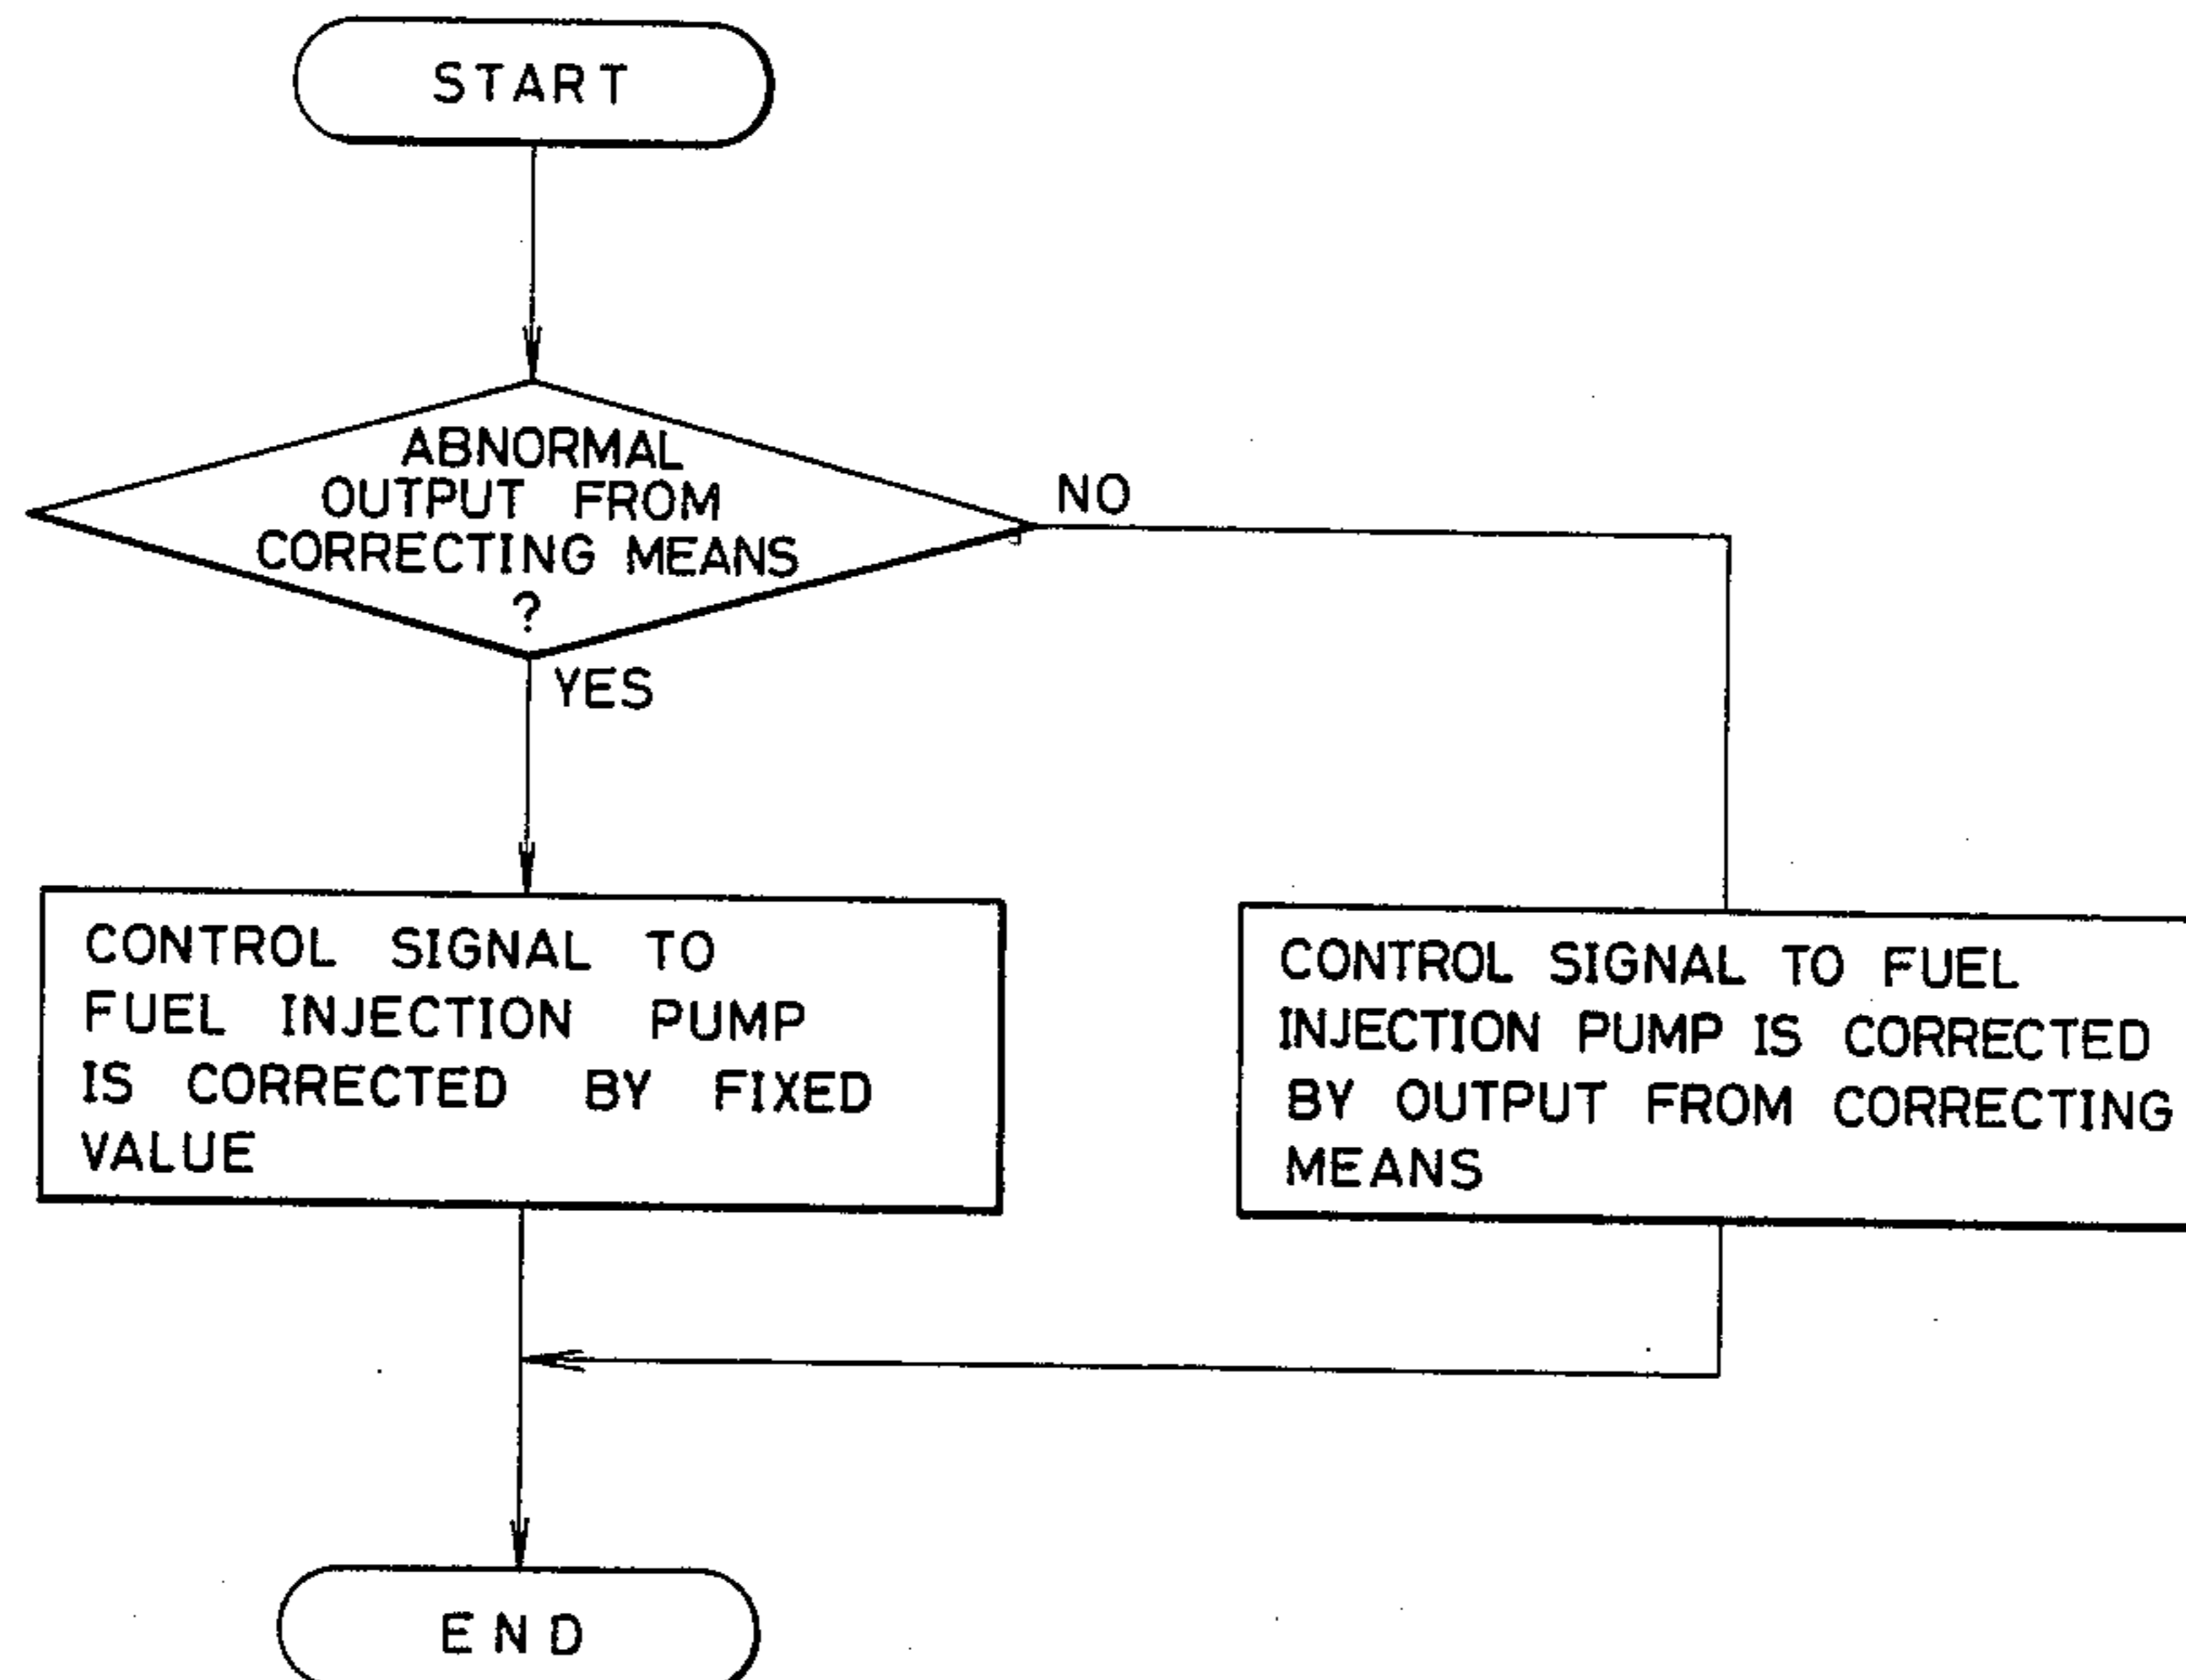 START
ABNORMAL
OUTPUT FROM
CORRECTING MEANS
?
NO
YES
CONTROL SIGNAL TO
FUEL INJECTION PUMP
IS CORRECTED BY FIXED
VALUE
CONTROL SIGNAL TO FUEL
INJECTION PUMP IS CORRECTED
BY OUTPUT FROM CORRECTING
MEANS
END